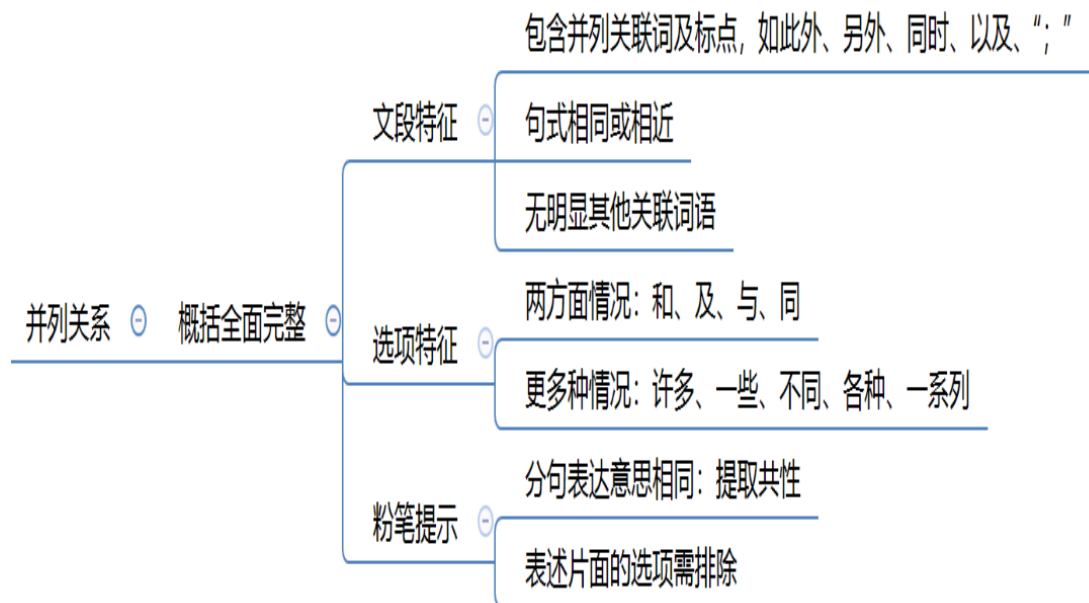 包含并列关联词及标点，如此外、另外、同时、以及、“；”
文段特征
句式相同或相近
无明显其他关联词语
并列关系
概括全面完整
两方面情况：和、及、与、同
选项特征
更多种情况：许多、一些、不同、各种、一系列
分句表达意思相同：提取共性
粉笔提示
表述片面的选项需排除